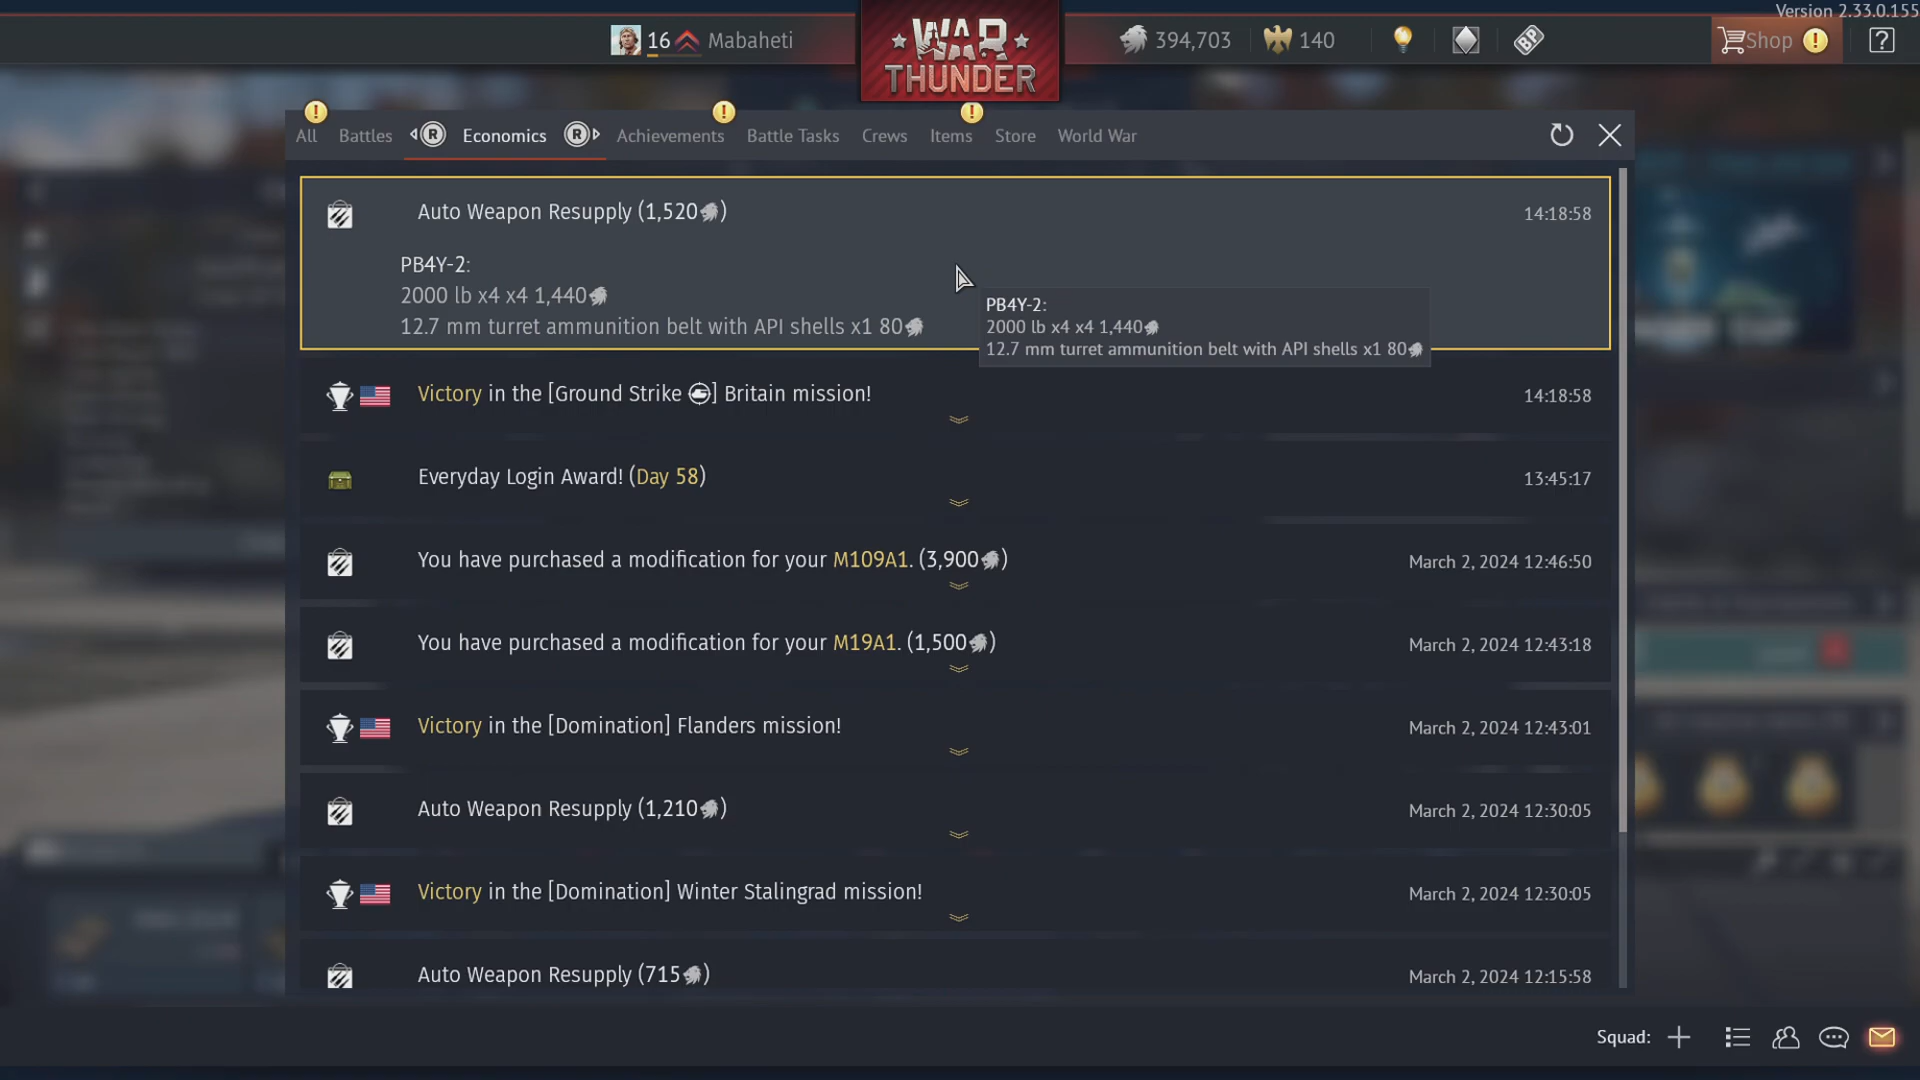 Version 2.33.0.155
16 Mabaheti
WAR THUNDER
394,703
140
BP
Shop !
?
! ! !
All Battles R Economics R Achievements Battle Tasks Crews Items Store World War
Auto Weapon Resupply (1,520)
14:18:58
PB4Y-2:
2000 lb x4 x4 1,440
12.7 mm turret ammunition belt with API shells x1 80
PB4Y-2:
2000 lb x4 x4 1,440
12.7 mm turret ammunition belt with API shells x1 80
Victory in the [Ground Strike] Britain mission!
14:18:58
Everyday Login Award! (Day 58)
13:45:17
You have purchased a modification for your M109A1. (3,900)
March 2, 2024 12:46:50
You have purchased a modification for your M19A1. (1,500)
March 2, 2024 12:43:18
Victory in the [Domination] Flanders mission!
March 2, 2024 12:43:01
Auto Weapon Resupply (1,210)
March 2, 2024 12:30:05
Victory in the [Domination] Winter Stalingrad mission!
March 2, 2024 12:30:05
Auto Weapon Resupply (715)
March 2, 2024 12:15:58
Squad: